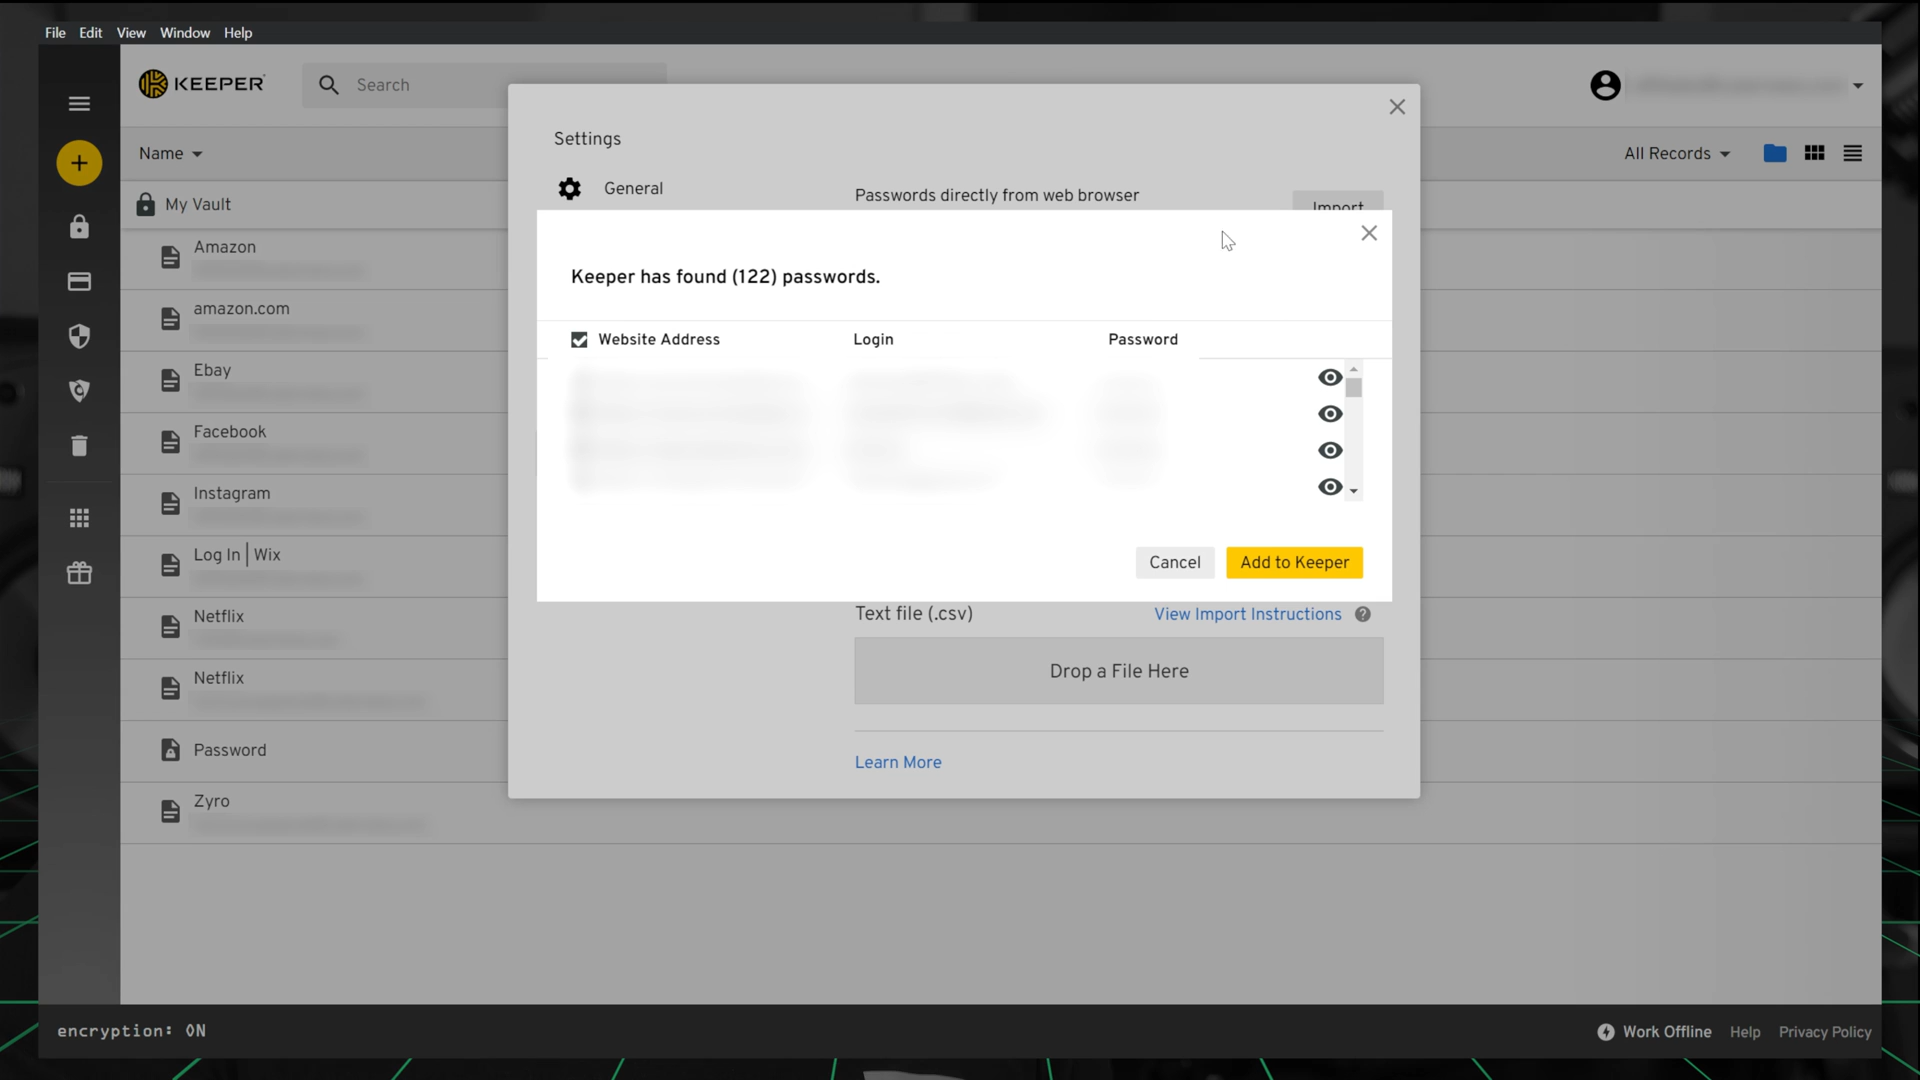 File Edit View Window Help
KEEPER
Search
Settings
Name
All Records
General
Passwords directly from web browser
Import
My Vault
Amazon
amazon.com
Ebay
Facebook
Instagram
Log In | Wix
Netflix
Netflix
Password
Zyro
Keeper has found (122) passwords.
Website Address Login Password
Cancel Add to Keeper
Text file (.csv) View Import Instructions
Drop a File Here
Learn More
encryption: ON
Work Offline Help Privacy Policy